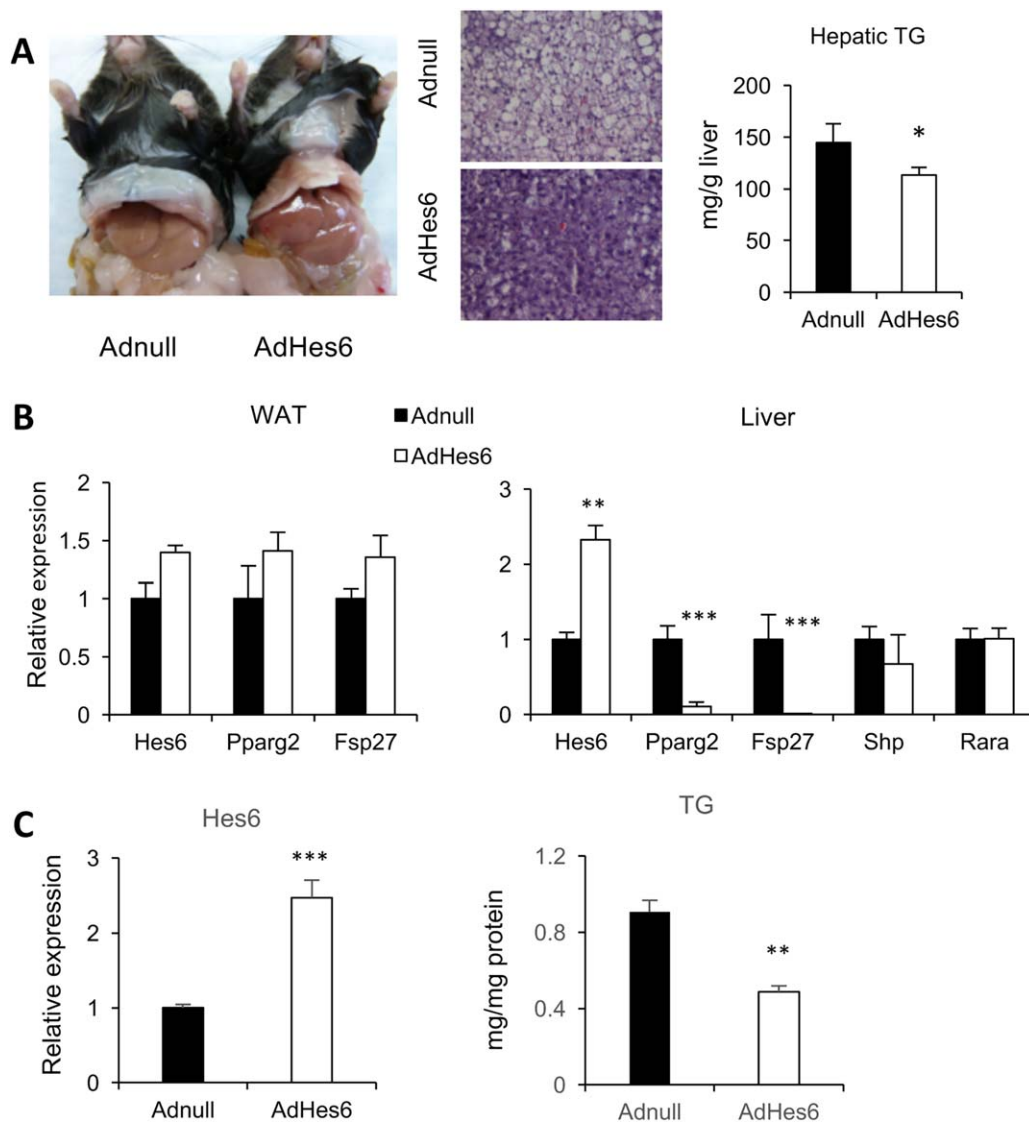 A
Adnull
AdHes6
Adnull
AdHes6
Hepatic TG
mg/g liver
200
150
100
50
0
*
Adnull
AdHes6
B
WAT
Adnull
AdHes6
Relative expression
2
1.5
1
0.5
0
Hes6 Pparg2 Fsp27
Liver
3
2
1
0
**
***
***
Hes6 Pparg2 Fsp27 Shp Rara
C
Hes6
Relative expression
3
2
1
0
***
Adnull AdHes6
TG
mg/mg protein
1.2
0.8
0.4
0
**
Adnull AdHes6